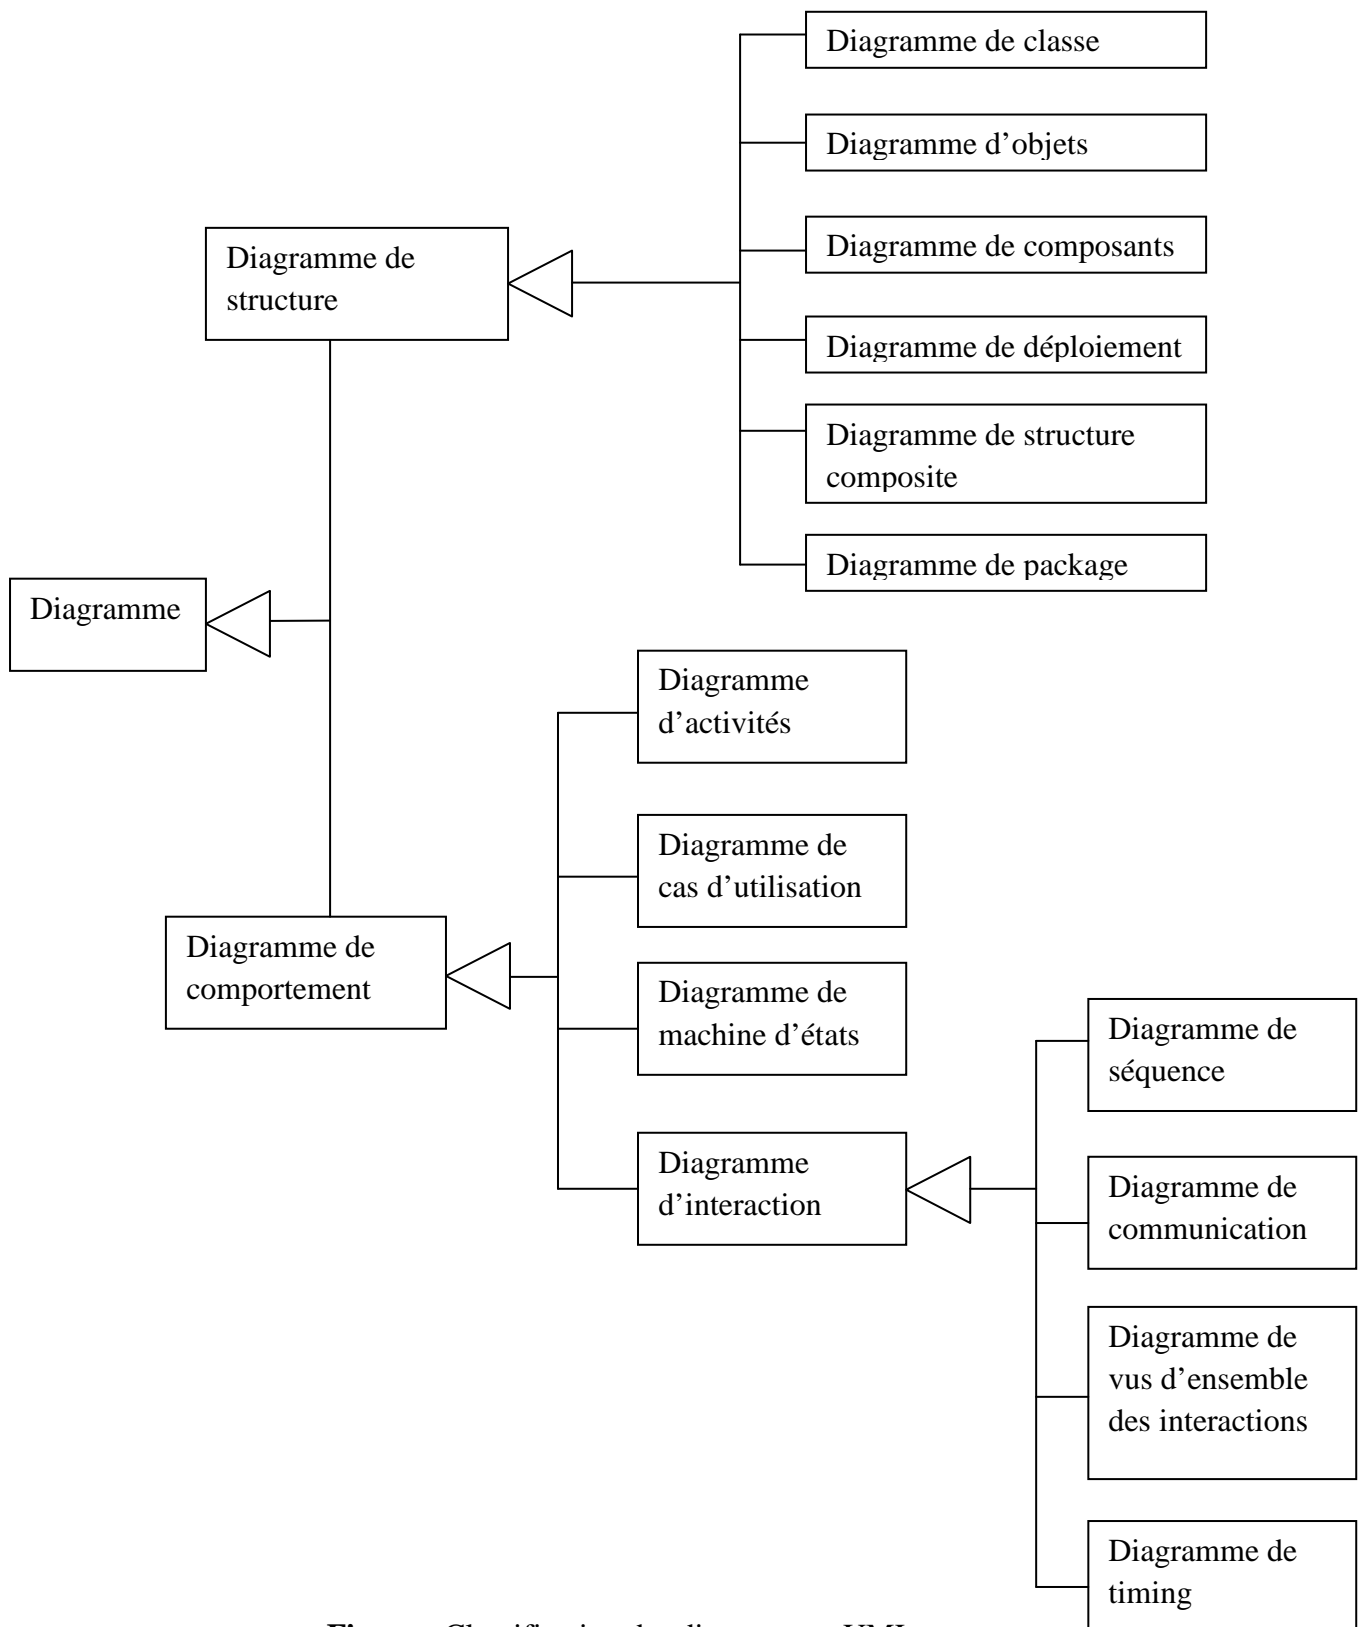 Diagramme de classe
Diagramme d’objets
Diagramme de composants
Diagramme de
structure
Diagramme de déploiement
Diagramme de structure
composite
Diagramme de package
Diagramme
Diagramme
d’activités
Diagramme de
cas d’utilisation
Diagramme de
comportement
Diagramme de
machine d’états
Diagramme de
séquence
Diagramme
d’interaction
Diagramme de
communication
Diagramme de
vus d’ensemble
des interactions
Diagramme de
timing